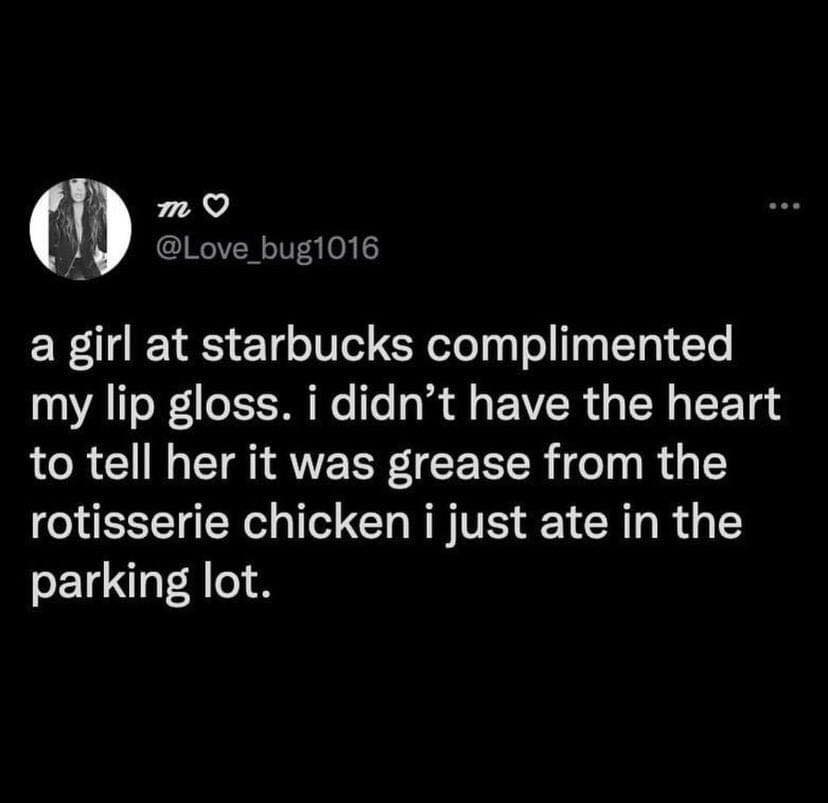 𝓶 ♡
@Love_bug1016
a girl at starbucks complimented
my lip gloss. i didn’t have the heart
to tell her it was grease from the
rotisserie chicken i just ate in the
parking lot.